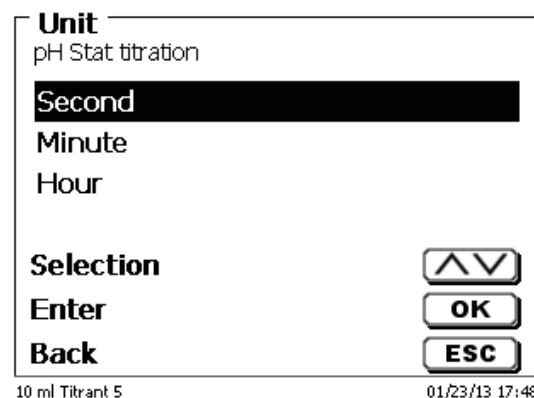 Unit
pH Stat titration
Second
Minute
Hour
Selection
Enter OK
Back ESC
10 ml Titrant 5 01/23/13 17:48